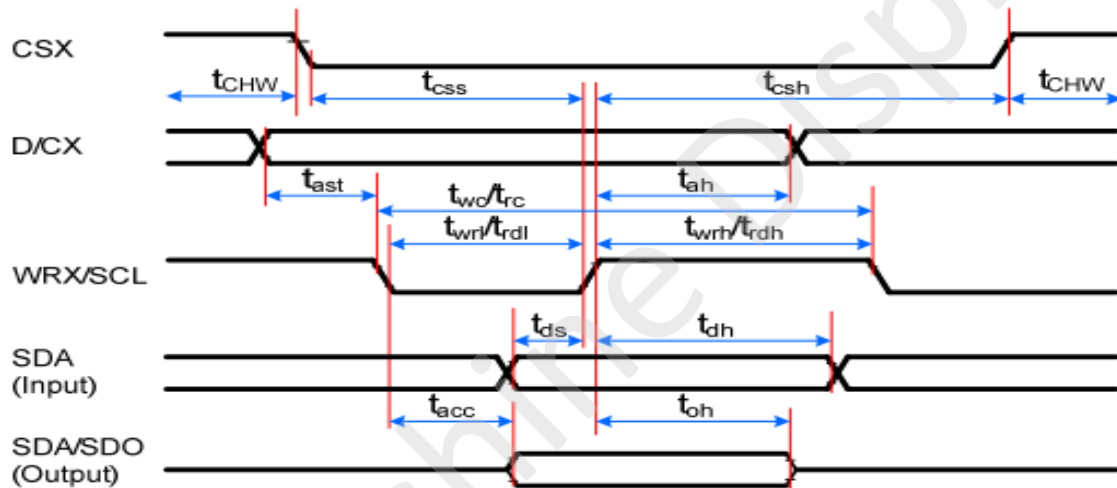 CSX
tCHW tcss tcsh tCHW
D/CX
tast twc/trc tah
twrl/trdl twrh/trdh
WRX/SCL
tds tdh
SDA
(Input)
tacc toh
SDA/SDO
(Output)